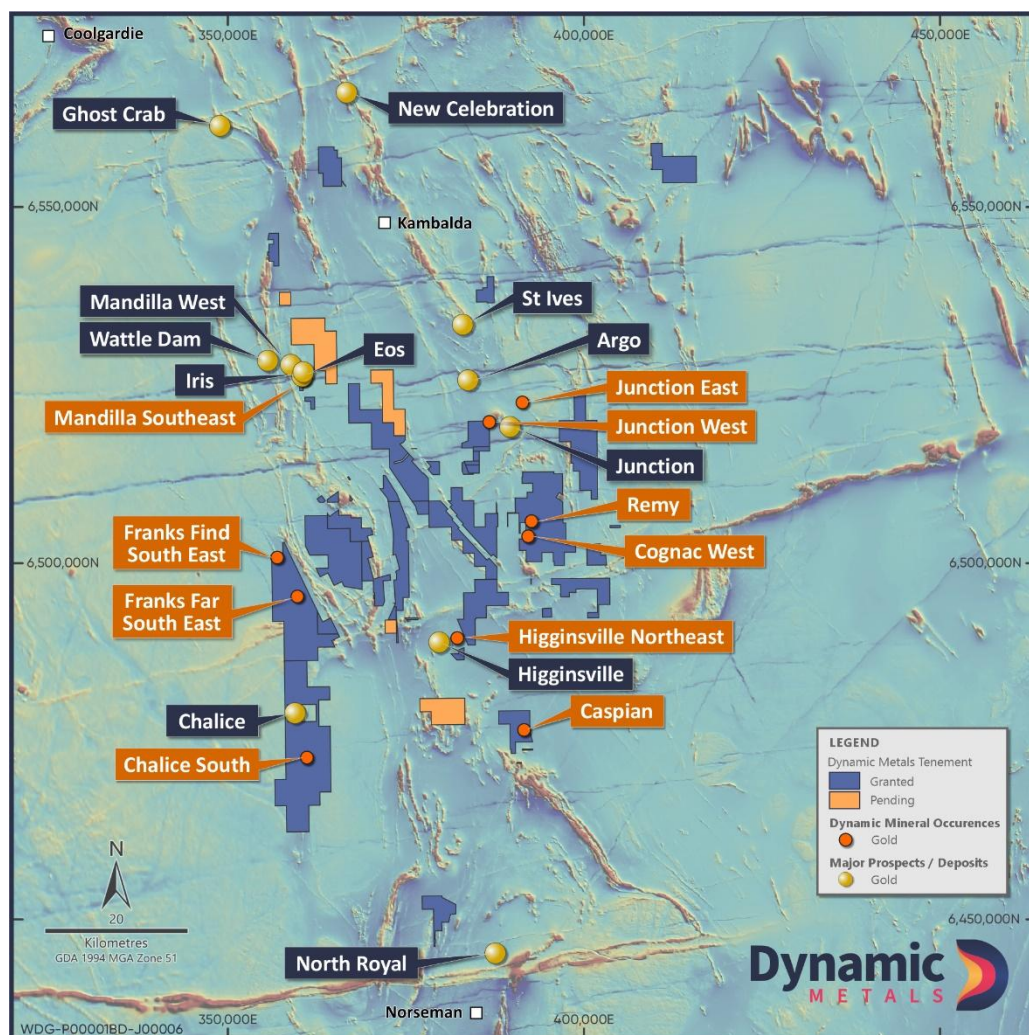 Coolgardie
350,000E
400,000E
450,000E
Ghost Crab
New Celebration
6,550,000N
6,550,000N
Kambalda
Mandilla West
St Ives
Wattle Dam
Argo
Eos
Iris
Junction East
Mandilla Southeast
Junction West
Junction
Remy
Franks Find
South East
Cognac West
6,500,000N
6,500,000N
Franks Far
South East
Higginsville Northeast
Higginsville
Chalice
Caspian
Chalice South
LEGEND
Dynamic Metals Tenement
Granted
Pending
Dynamic Mineral Occurences
Gold
Major Prospects / Deposits
Gold
N
20
Kilometres
GDA 1994 MGA Zone 51
6,450,000N
North Royal
Dynamic
METALS
Norseman
WDG-P00001BD-J00006
350,000E
400,000E